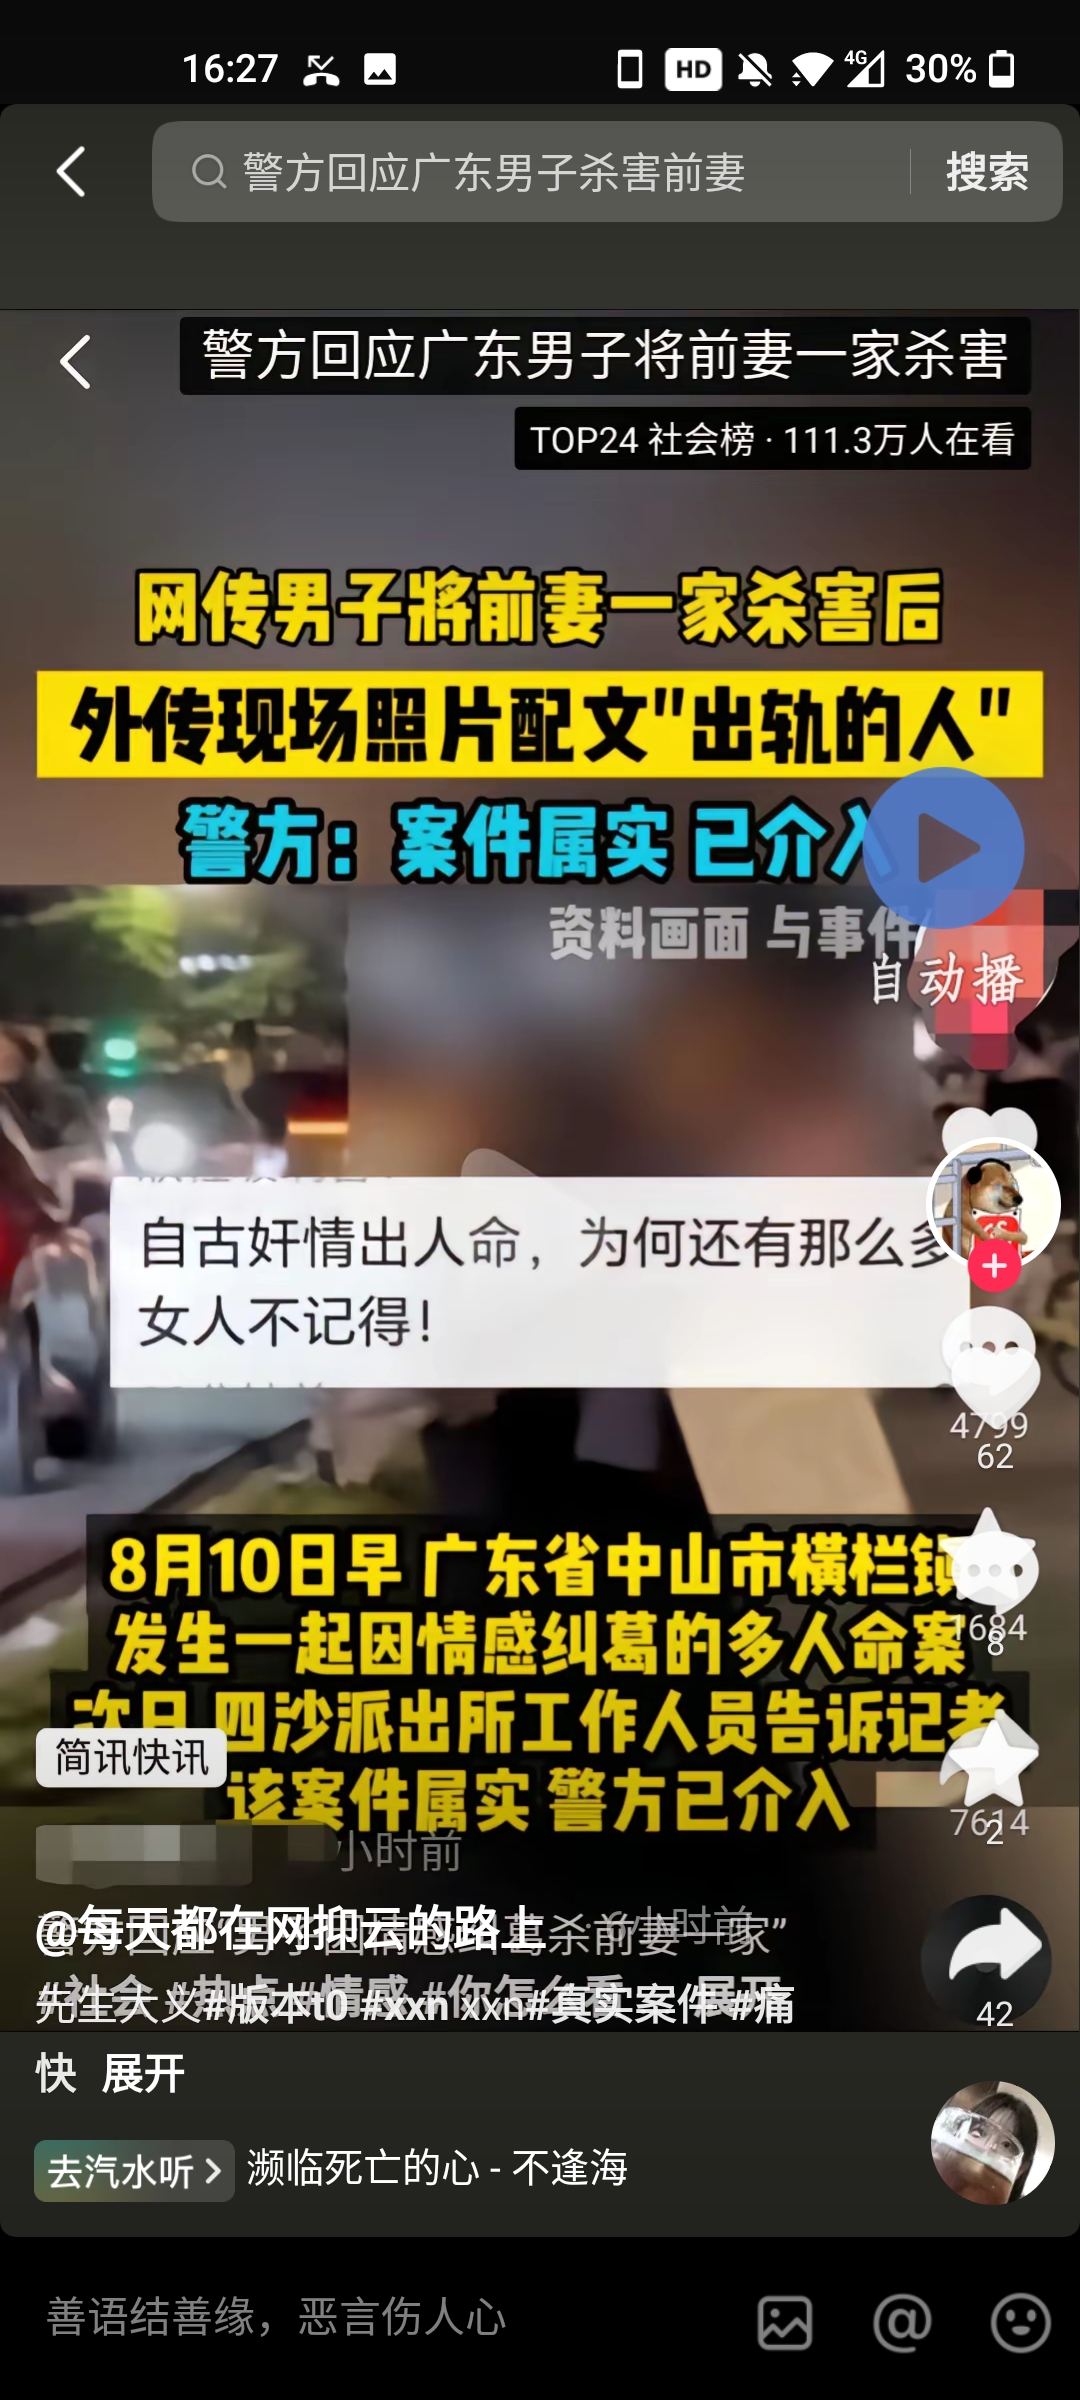 16:27
HD
4G
30%
警方回应广东男子杀害前妻
搜索
警方回应广东男子将前妻一家杀害
TOP24 社会榜 · 111.3万人在看
网传男子将前妻一家杀害后
外传现场照片配文"出轨的人"
警方：案件属实 已介入
资料画面 与事件
自动播
自古奸情出人命，为何还有那么多
女人不记得！
4799
62
8月10日早 广东省中山市横栏镇
发生一起因情感纠葛的多人命案
1684
8
次日 四沙派出所工作人员告诉记者
简讯快讯
该案件属实 警方已介入
7614
2
小时前
@每天都在网抑云的路上
#版本t0 #xxn xxn#真实案件 #痛
42
快 展开
去汽水听 > 濒临死亡的心 - 不逢海
善语结善缘，恶言伤人心